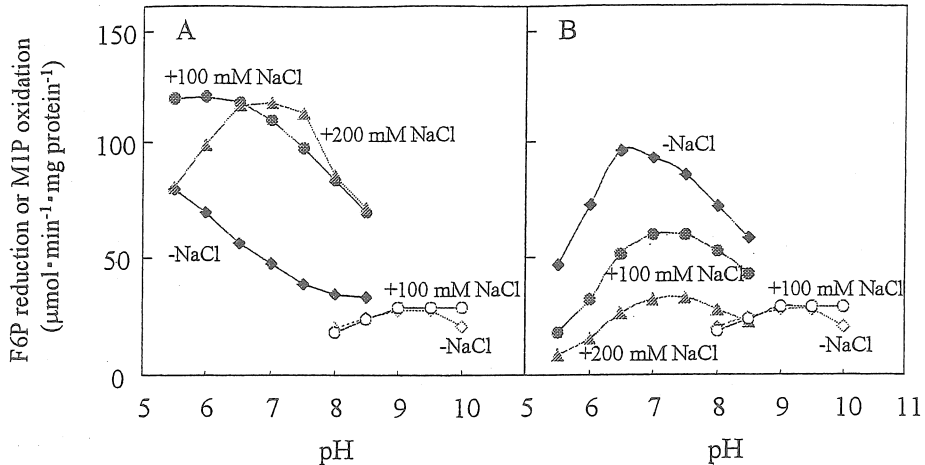 F6P reduction or M1P oxidation
(μmol·min⁻¹·mg protein⁻¹)
150
100
50
0
A
+100 mM NaCl
+200 mM NaCl
-NaCl
+100 mM NaCl
-NaCl
5 6 7 8 9 10
pH
B
-NaCl
+100 mM NaCl
+200 mM NaCl
+100 mM NaCl
-NaCl
5 6 7 8 9 10 11
pH